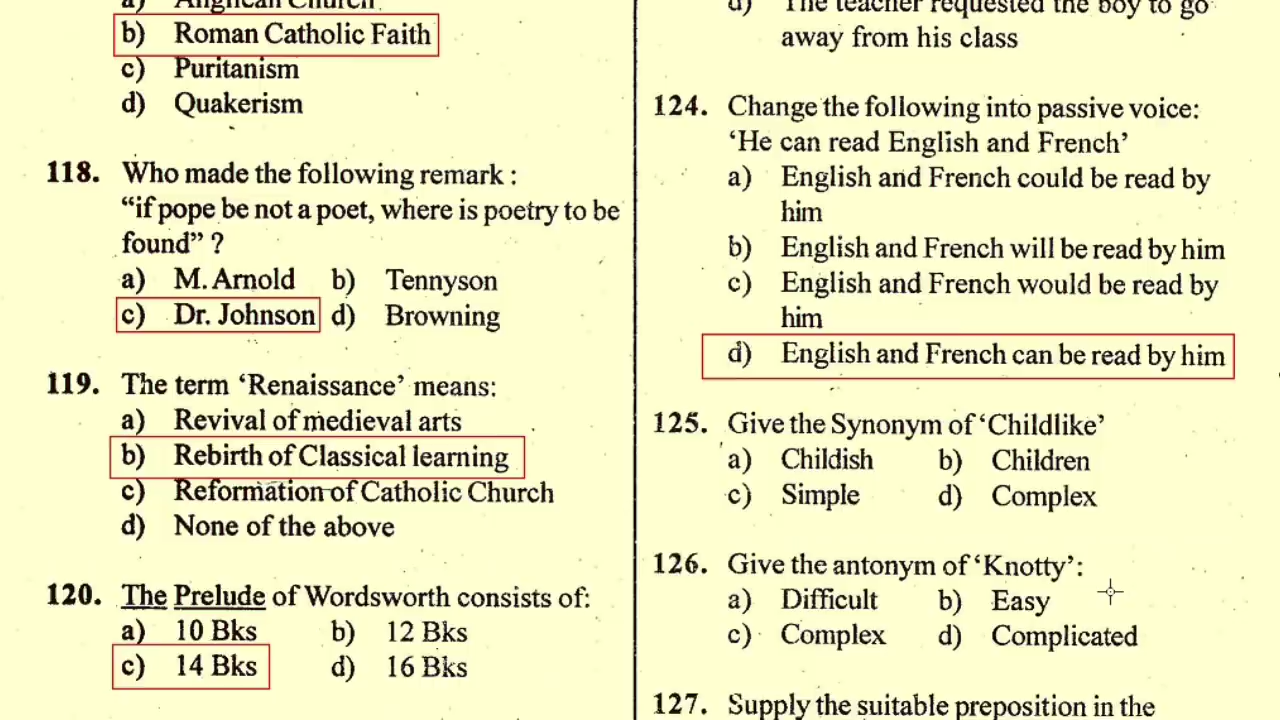 a) Anglican Church
b) Roman Catholic Faith
c) Puritanism
d) Quakerism
118. Who made the following remark :
“if pope be not a poet, where is poetry to be
found” ?
a) M. Arnold b) Tennyson
c) Dr. Johnson d) Browning
119. The term ‘Renaissance’ means:
a) Revival of medieval arts
b) Rebirth of Classical learning
c) Reformation of Catholic Church
d) None of the above
120. The Prelude of Wordsworth consists of:
a) 10 Bks b) 12 Bks
c) 14 Bks d) 16 Bks
d) The teacher requested the boy to go
away from his class
124. Change the following into passive voice:
‘He can read English and French’
a) English and French could be read by
him
b) English and French will be read by him
c) English and French would be read by
him
d) English and French can be read by him
125. Give the Synonym of ‘Childlike’
a) Childish b) Children
c) Simple d) Complex
126. Give the antonym of ‘Knotty’:
a) Difficult b) Easy
c) Complex d) Complicated
127. Supply the suitable preposition in the